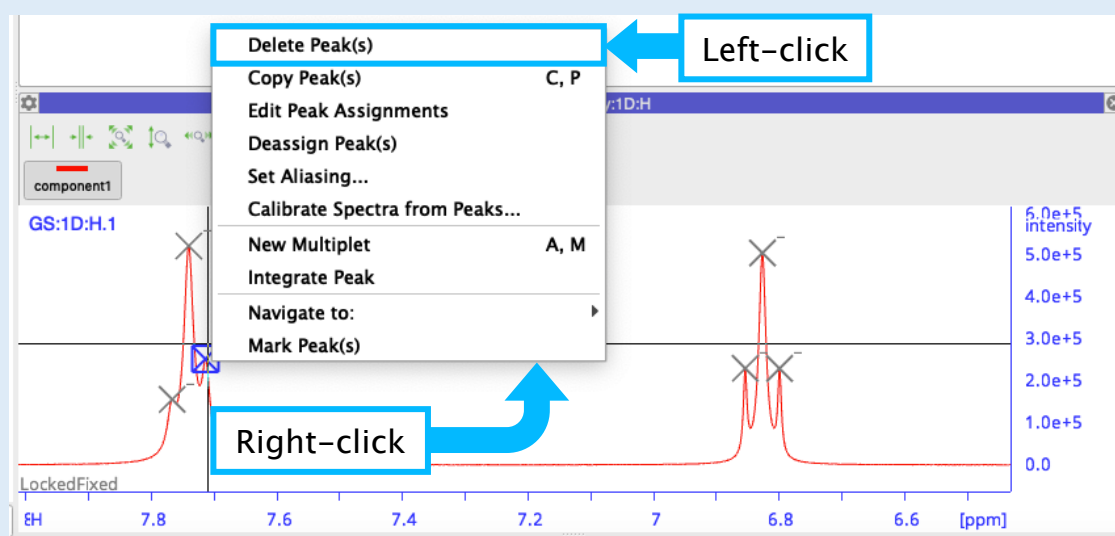 Delete Peak(s)
Left-click
Copy Peak(s) C, P
Edit Peak Assignments
y:1D:H
Deassign Peak(s)
Set Aliasing...
component1
Calibrate Spectra from Peaks...
GS:1D:H.1
New Multiplet A, M
Integrate Peak
Navigate to:
Mark Peak(s)
6.0e+5
intensity
5.0e+5
4.0e+5
3.0e+5
2.0e+5
1.0e+5
0.0
Right-click
LockedFixed
7.8 7.6 7.4 7.2 7 6.8 6.6 [ppm]